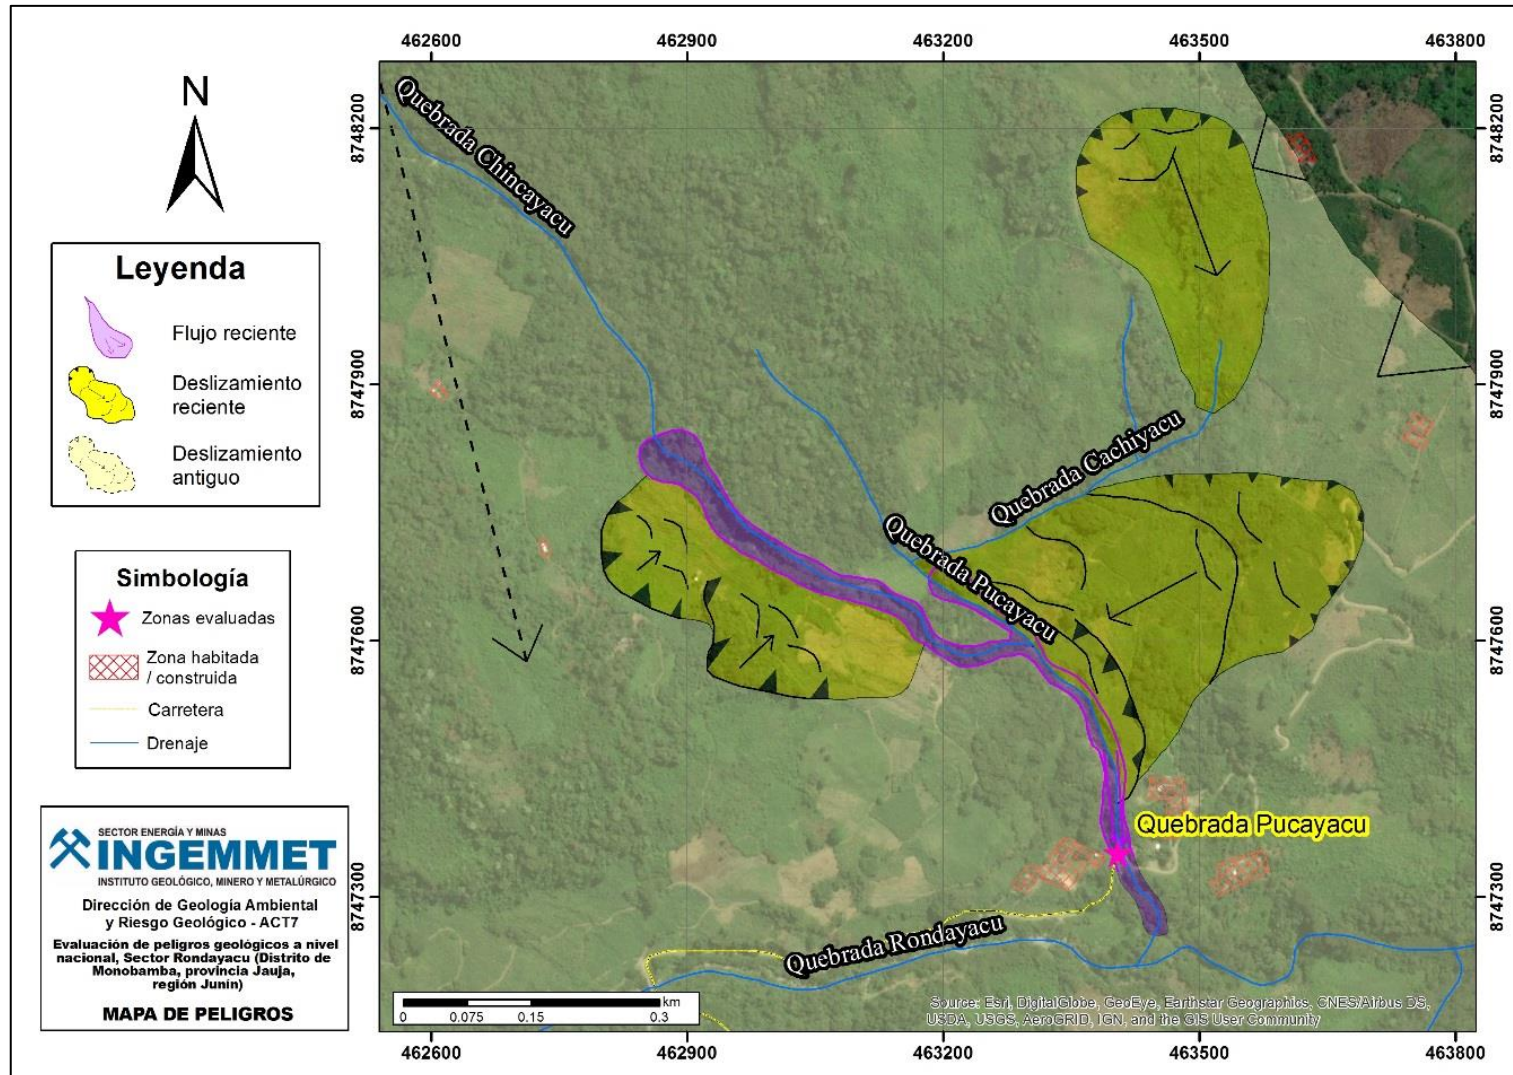 462600 462900 463200 463500 463800
8748200
8747900
8747600
8747300
8748200
8747900
8747600
8747300
N
Leyenda
Flujo reciente
Deslizamiento
reciente
Deslizamiento
antiguo
Simbología
Zonas evaluadas
Zona habitada
/ construida
Carretera
Drenaje
SECTOR ENERGÍA Y MINAS
INGEMMET
INSTITUTO GEOLÓGICO, MINERO Y METALÚRGICO
Dirección de Geología Ambiental
y Riesgo Geológico - ACT7
Evaluación de peligros geológicos a nivel
nacional, Sector Rondayacu (Distrito de
Monobamba, provincia Jauja,
región Junín)
MAPA DE PELIGROS
Quebrada Chincayacu
Quebrada Cachiyacu
Quebrada Pucayacu
Quebrada Pucayacu
Quebrada Rondayacu
km
0 0.075 0.15 0.3
Source: Esri, DigitalGlobe, GeoEye, Earthstar Geographics, CNES/Airbus DS,
USDA, USGS, AeroGRID, IGN, and the GIS User Community
462600 462900 463200 463500 463800